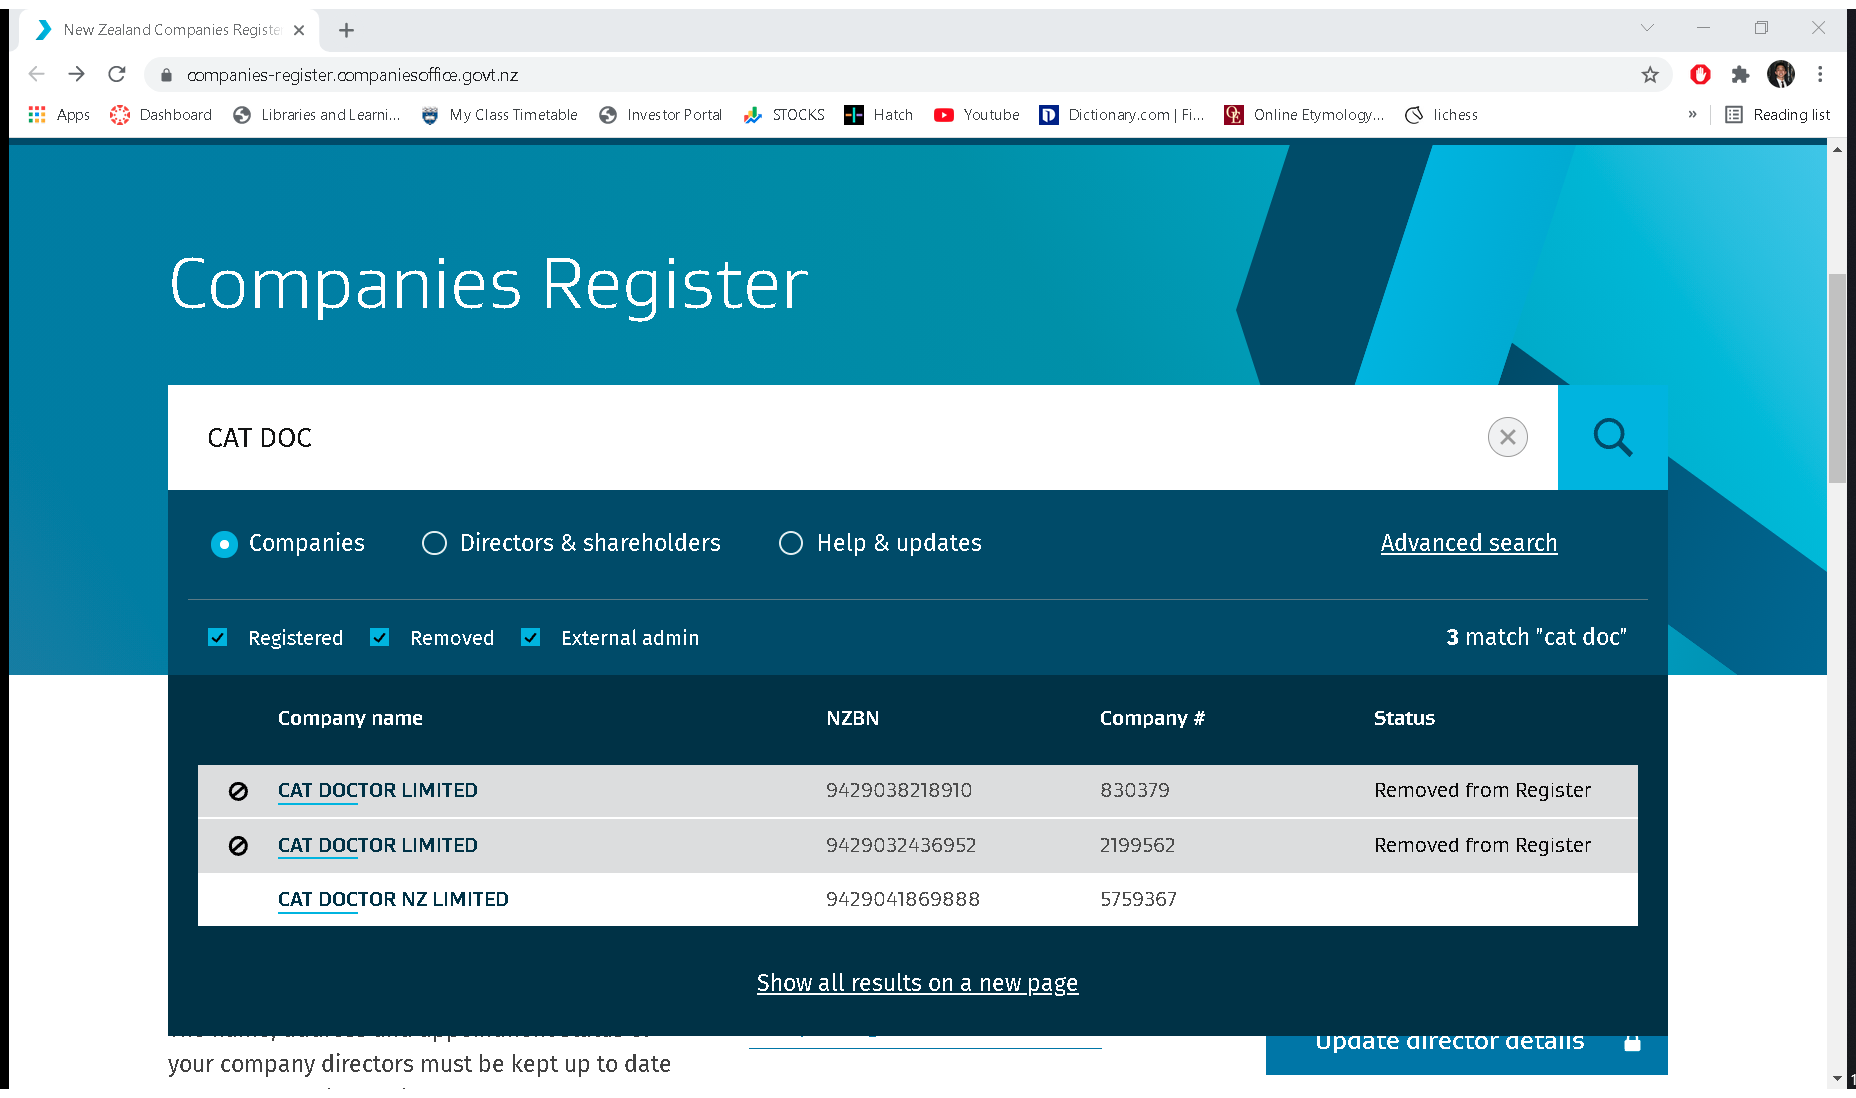 New Zealand Companies Registe
companies-register.companiesoffice.govt.nz
Apps Dashboard Libraries and Learni... My Class Timetable Investor Portal STOCKS Hatch Youtube Dictionary.com | Fi... Online Etymology... lichess » Reading list
Companies Register
CAT DOC
Companies Directors & shareholders Help & updates Advanced search
Registered Removed External admin 3 match "cat doc"
Company name NZBN Company # Status
CAT DOCTOR LIMITED 9429038218910 830379 Removed from Register
CAT DOCTOR LIMITED 9429032436952 2199562 Removed from Register
CAT DOCTOR NZ LIMITED 9429041869888 5759367
Show all results on a new page
Update director details
your company directors must be kept up to date